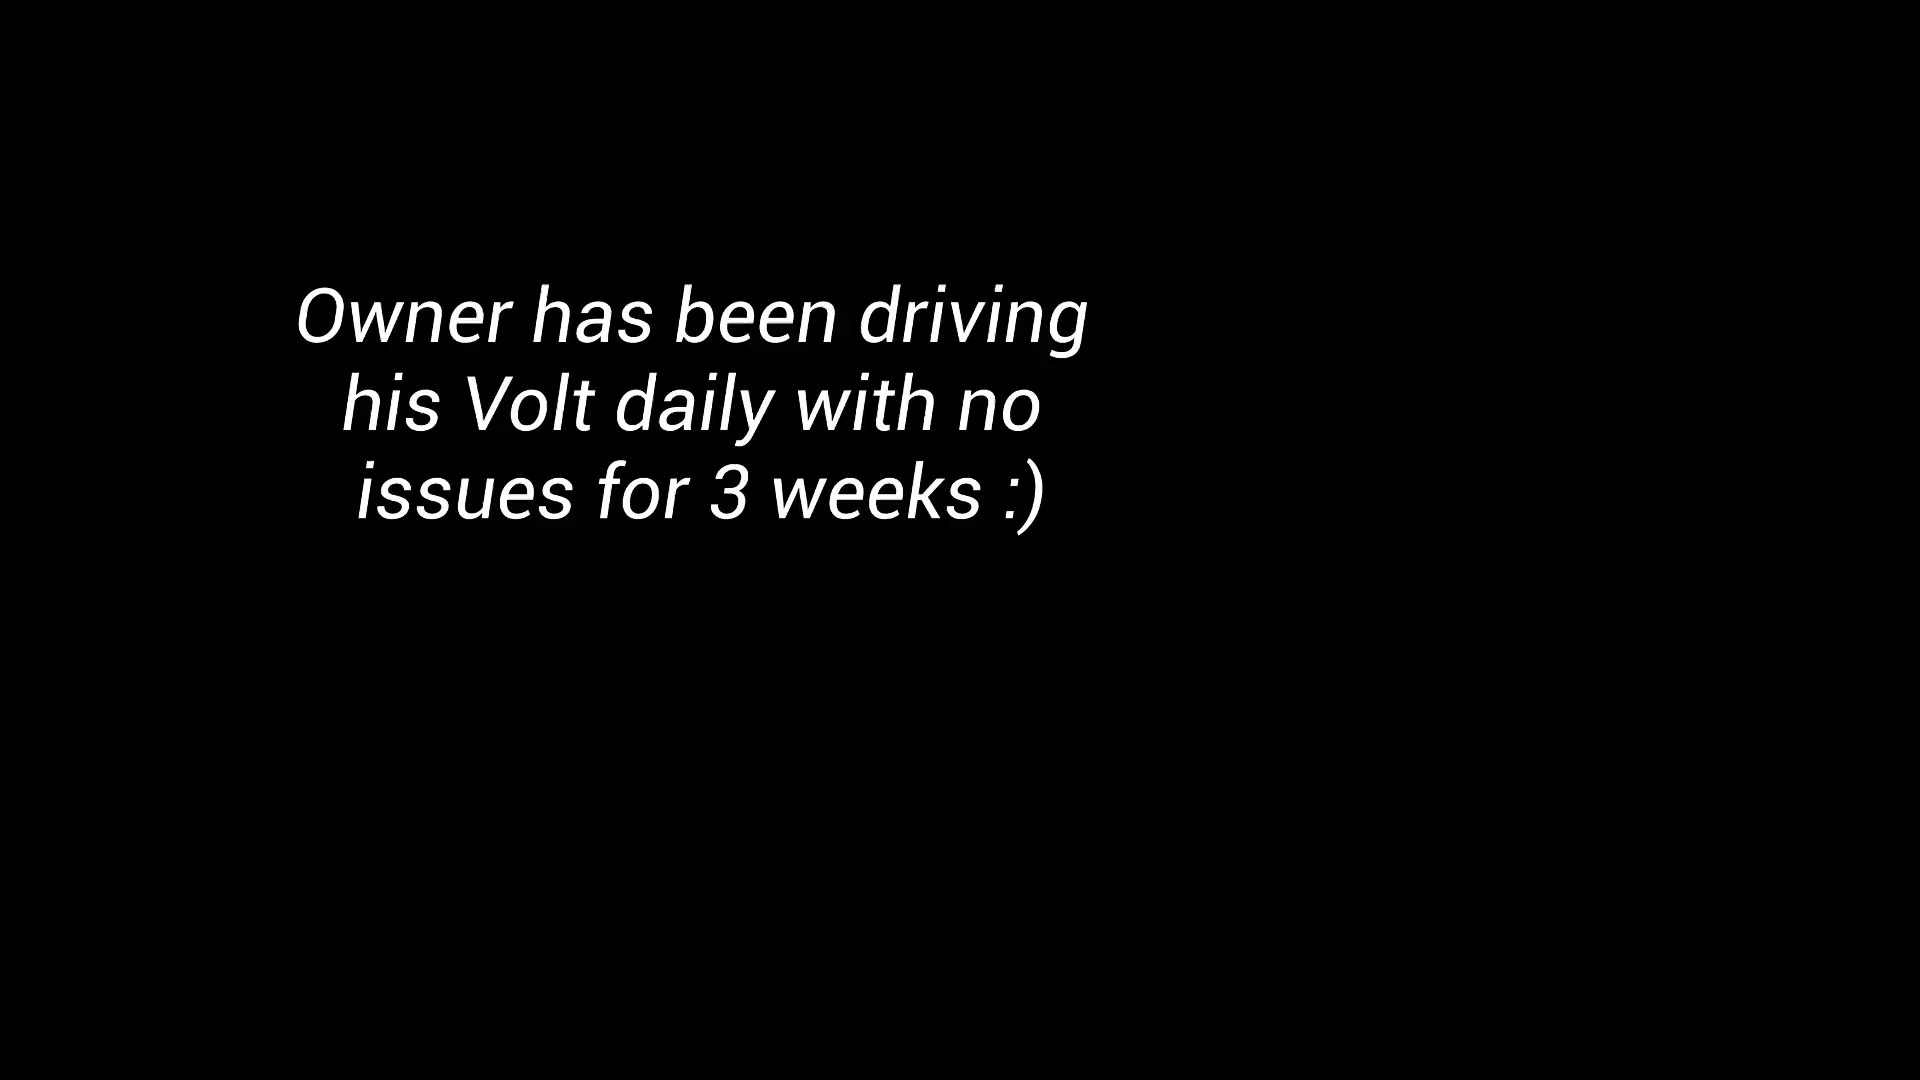 Owner has been driving
his Volt daily with no
issues for 3 weeks :)